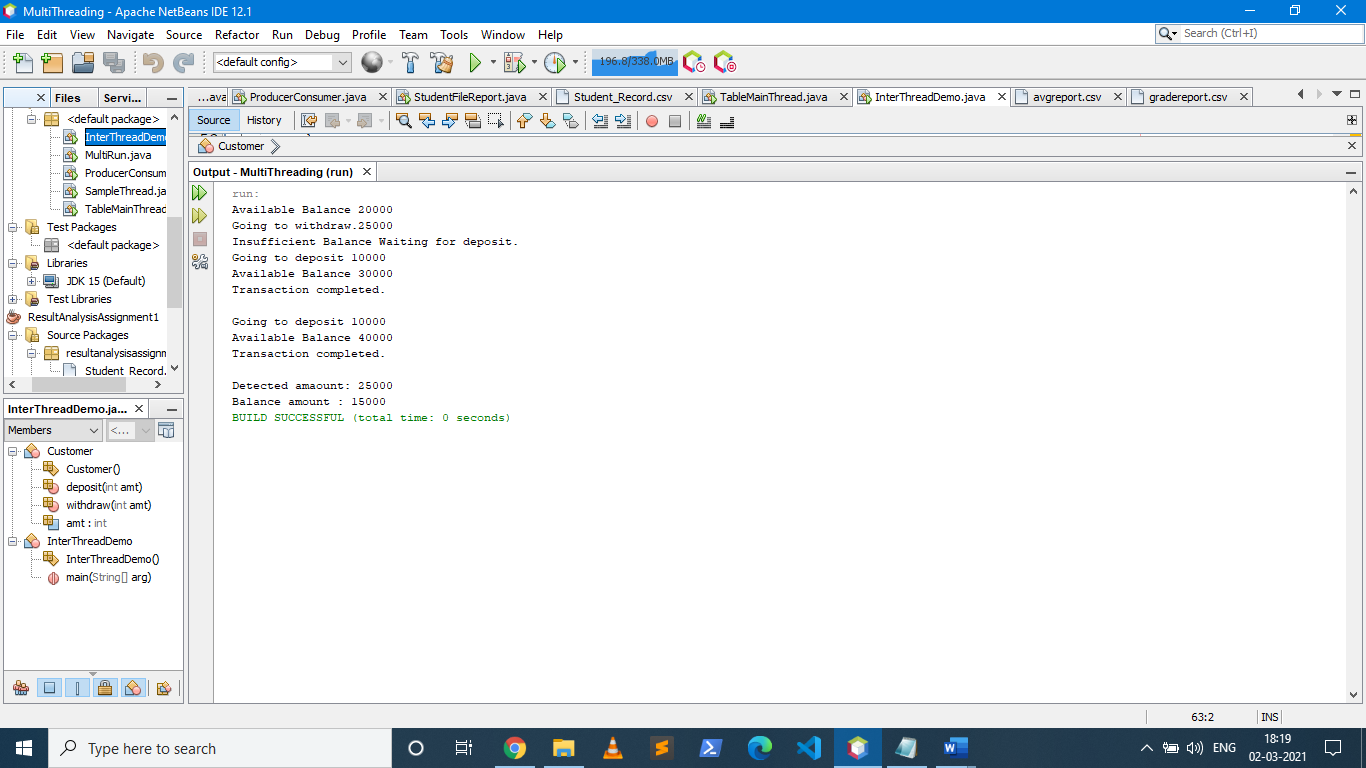 MultiThreading - Apache NetBeans IDE 12.1
File Edit View Navigate Source Refactor Run Debug Profile Team Tools Window Help
Search (Ctrl+I)
<default config>
196.8/338.0MB
Files Servi...
...ava ProducerConsumer.java StudentFileReport.java Student_Record.csv TableMainThread.java InterThreadDemo.java avgreport.csv gradereport.csv
Source History
Customer
<default package>
InterThreadDemo
MultiRun.java
ProducerConsum
SampleThread.ja
TableMainThread
Test Packages
<default package>
Libraries
JDK 15 (Default)
Test Libraries
ResultAnalysisAssignment1
Source Packages
resultanalysisassignm
Student_Record.
Output - MultiThreading (run)
run:
Available Balance 20000
Going to withdraw.25000
Insufficient Balance Waiting for deposit.
Going to deposit 10000
Available Balance 30000
Transaction completed.
Going to deposit 10000
Available Balance 40000
Transaction completed.
Detected amaount: 25000
Balance amount : 15000
BUILD SUCCESSFUL (total time: 0 seconds)
InterThreadDemo.ja...
Members <...
Customer
Customer()
deposit(int amt)
withdraw(int amt)
amt : int
InterThreadDemo
InterThreadDemo()
main(String[] arg)
63:2 INS
Type here to search
ENG
18:19
02-03-2021